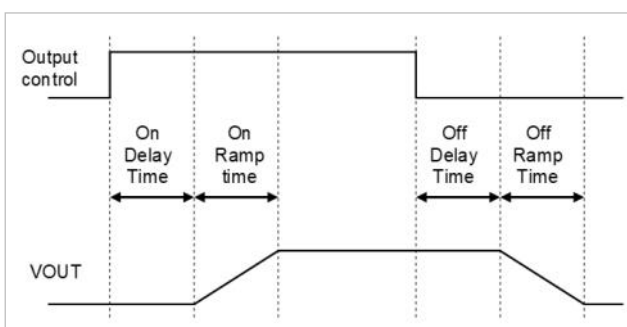 Output
control
On
Delay
Time
On
Ramp
time
Off
Delay
Time
Off
Ramp
Time
VOUT